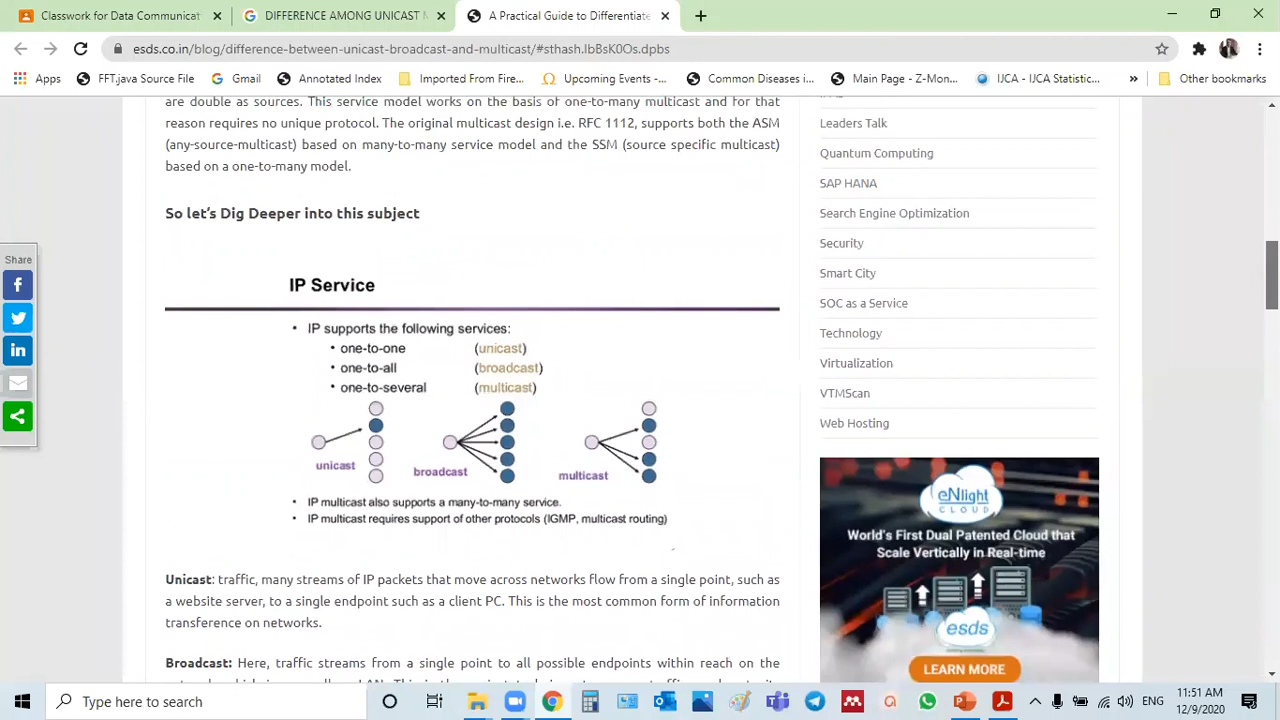 Classwork for Data Communicat
DIFFERENCE AMONG UNICAST M
A Practical Guide to Differentiate
esds.co.in/blog/difference-between-unicast-broadcast-and-multicast/#sthash.lbBsK0Os.dpbs
Apps
FFT.java Source File
Gmail
Annotated Index
Imported From Fire...
Upcoming Events -...
Common Diseases i...
Main Page - Z-Mon...
IJCA - IJCA Statistic...
Other bookmarks
are double as sources. This service model works on the basis of one-to-many multicast and for that
reason requires no unique protocol. The original multicast design i.e. RFC 1112, supports both the ASM
(any-source-multicast) based on many-to-many service model and the SSM (source specific multicast)
based on a one-to-many model.
So let's Dig Deeper into this subject
IP Service
• IP supports the following services:
• one-to-one (unicast)
• one-to-all (broadcast)
• one-to-several (multicast)
unicast
broadcast
multicast
• IP multicast also supports a many-to-many service.
• IP multicast requires support of other protocols (IGMP, multicast routing)
Unicast: traffic, many streams of IP packets that move across networks flow from a single point, such as
a website server, to a single endpoint such as a client PC. This is the most common form of information
transference on networks.
Broadcast: Here, traffic streams from a single point to all possible endpoints within reach on the
Share
Leaders Talk
Quantum Computing
SAP HANA
Search Engine Optimization
Security
Smart City
SOC as a Service
Technology
Virtualization
VTMScan
Web Hosting
eNlight
CLOUD
World's First Dual Patented Cloud that
Scale Vertically in Real-time
esds
LEARN MORE
Type here to search
ENG
11:51 AM
12/9/2020